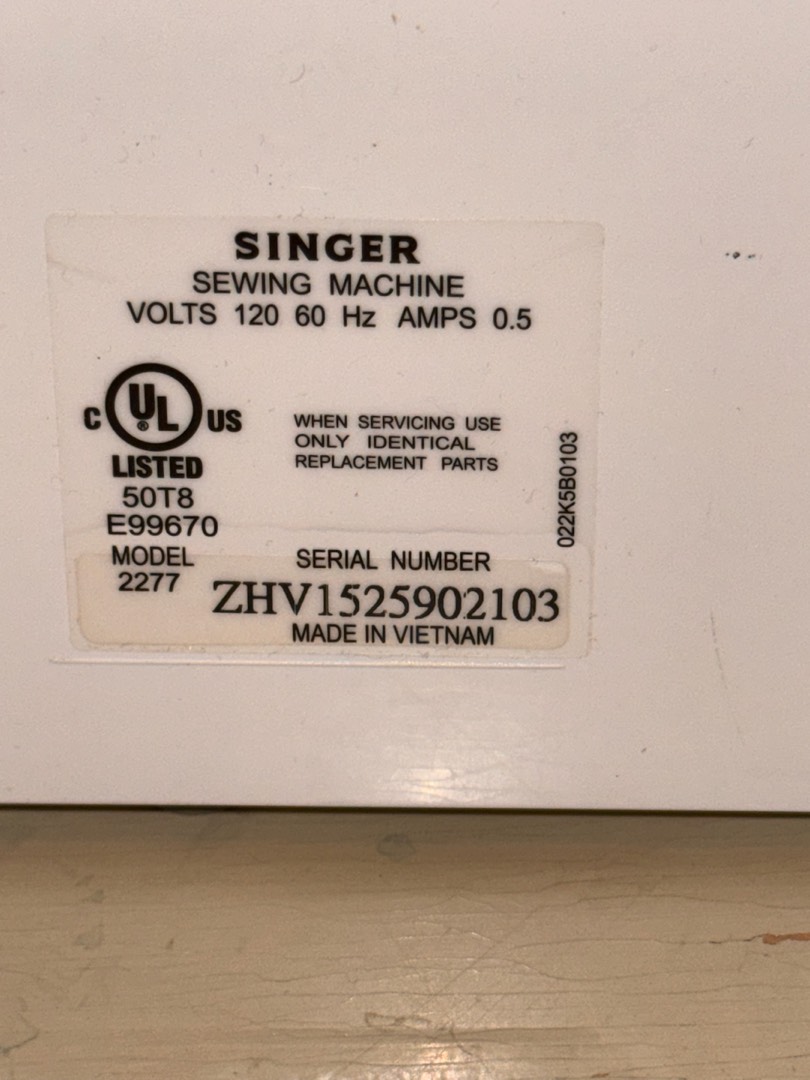 SINGER
SEWING MACHINE
VOLTS 120 60 Hz AMPS 0.5
C UL US
®
LISTED
50T8
E99670
WHEN SERVICING USE
ONLY IDENTICAL
REPLACEMENT PARTS
022K5B0103
MODEL
2277
SERIAL NUMBER
ZHV1525902103
MADE IN VIETNAM